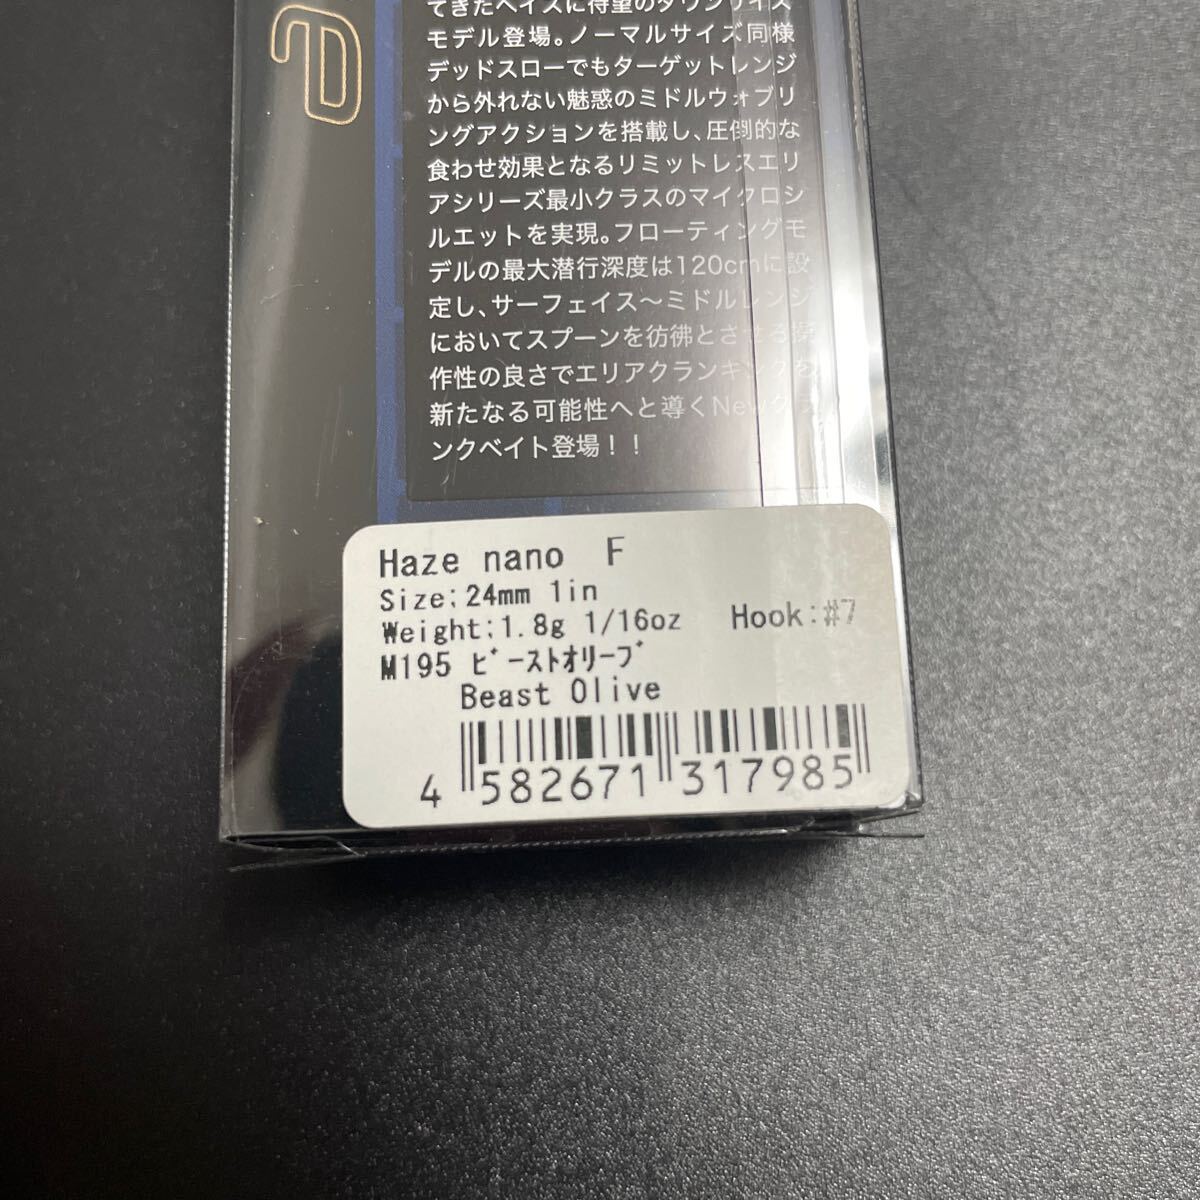 e
てきたヘイズに待望のダウンサイズ
モデル登場。ノーマルサイズ同様
デッドスローでもターゲットレンジ
から外れない魅惑のミドルウォブリ
ングアクションを搭載し、圧倒的な
食わせ効果となるリミットレスエリ
アシリーズ最小クラスのマイクロシ
ルエットを実現。フローティングモ
デルの最大潜行深度は120cmに設
定し、サーフェイス～ミドルレンジ
においてスプーンを彷彿とさせる操
作性の良さでエリアクランキングを
新たなる可能性へと導くNewクラ
ンクベイト登場！！
Haze nano F
Size:24mm 1in
Weight:1.8g 1/16oz Hook:#7
M195 ﾋﾞｰｽﾄｵﾘｰﾌﾞ
Beast Olive
4 582671 317985